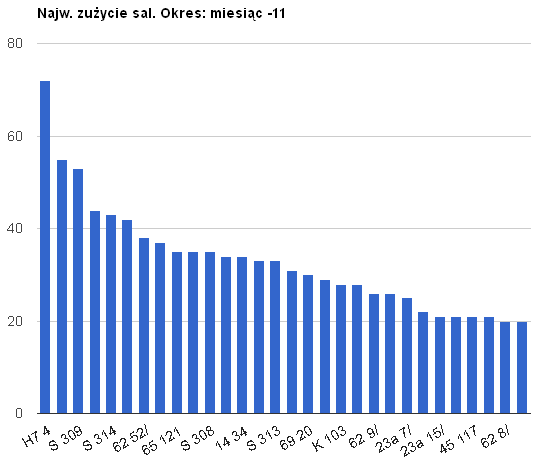 Najw. zużycie sal. Okres: miesiąc -11
80
60
40
20
0
H7 4
S 309
S 314
62 52/
65 121
S 308
14 34
S 313
69 20
K 103
62 9/
23a 7/
23a 15/
45 117
62 8/